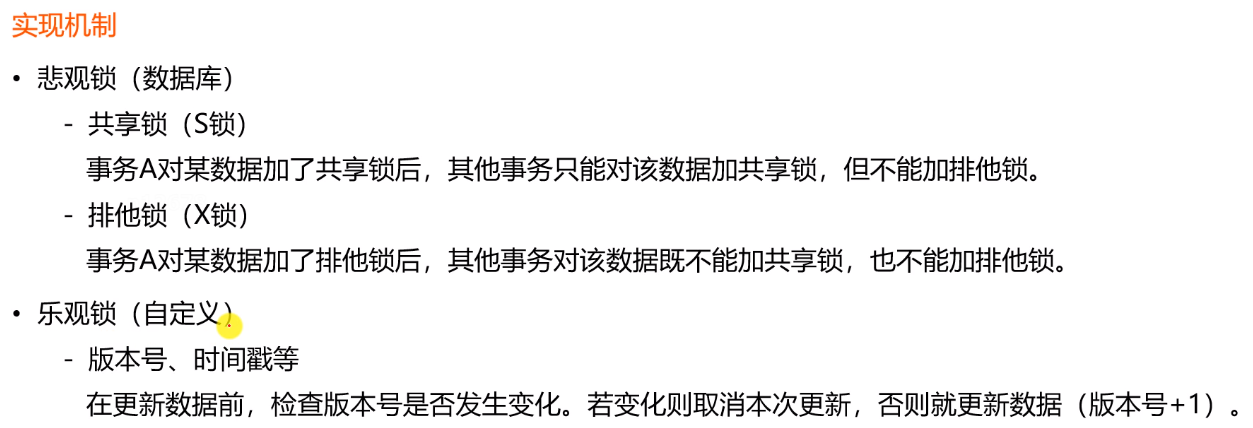 实现机制
• 悲观锁（数据库）
- 共享锁（S锁）
事务A对某数据加了共享锁后，其他事务只能对该数据加共享锁，但不能加排他锁。
- 排他锁（X锁）
事务A对某数据加了排他锁后，其他事务对该数据既不能加共享锁，也不能加排他锁。
• 乐观锁（自定义）
- 版本号、时间戳等
在更新数据前，检查版本号是否发生变化。若变化则取消本次更新，否则就更新数据（版本号+1）。